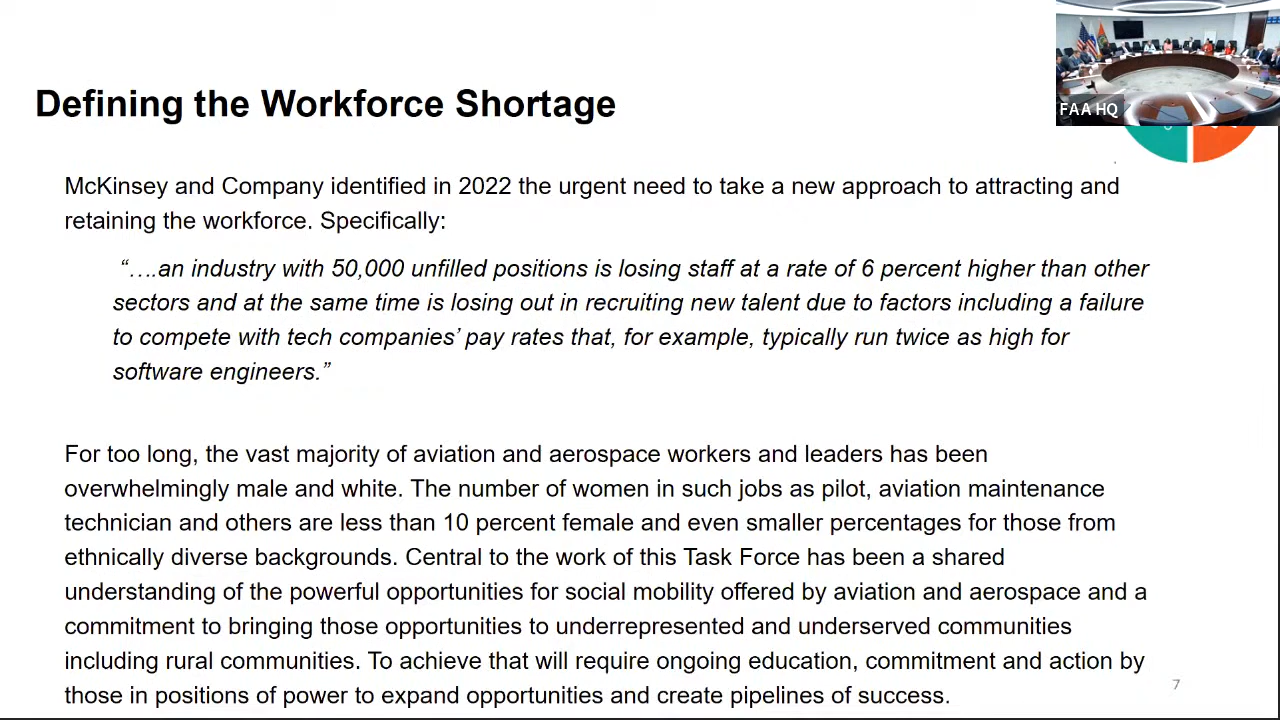 FAA HQ
Defining the Workforce Shortage
McKinsey and Company identified in 2022 the urgent need to take a new approach to attracting and
retaining the workforce. Specifically:
“….an industry with 50,000 unfilled positions is losing staff at a rate of 6 percent higher than other
sectors and at the same time is losing out in recruiting new talent due to factors including a failure
to compete with tech companies’ pay rates that, for example, typically run twice as high for
software engineers.”
For too long, the vast majority of aviation and aerospace workers and leaders has been
overwhelmingly male and white. The number of women in such jobs as pilot, aviation maintenance
technician and others are less than 10 percent female and even smaller percentages for those from
ethnically diverse backgrounds. Central to the work of this Task Force has been a shared
understanding of the powerful opportunities for social mobility offered by aviation and aerospace and a
commitment to bringing those opportunities to underrepresented and underserved communities
including rural communities. To achieve that will require ongoing education, commitment and action by
those in positions of power to expand opportunities and create pipelines of success.
7